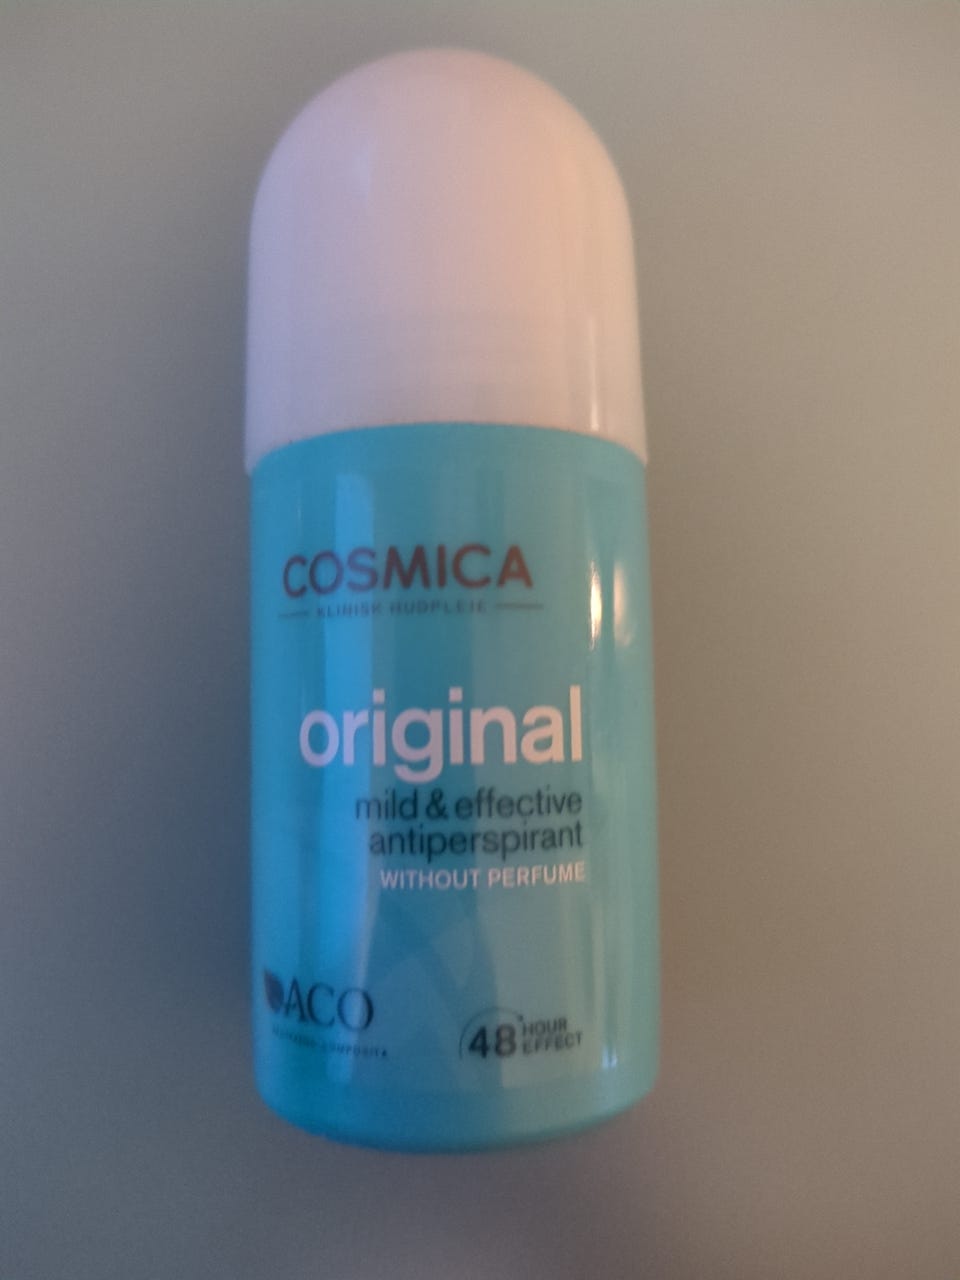 COSMICA
KLINISK HUDPLEIE
original
mild & effective
antiperspirant
WITHOUT PERFUME
ACO
48 HOUR
EFFECT